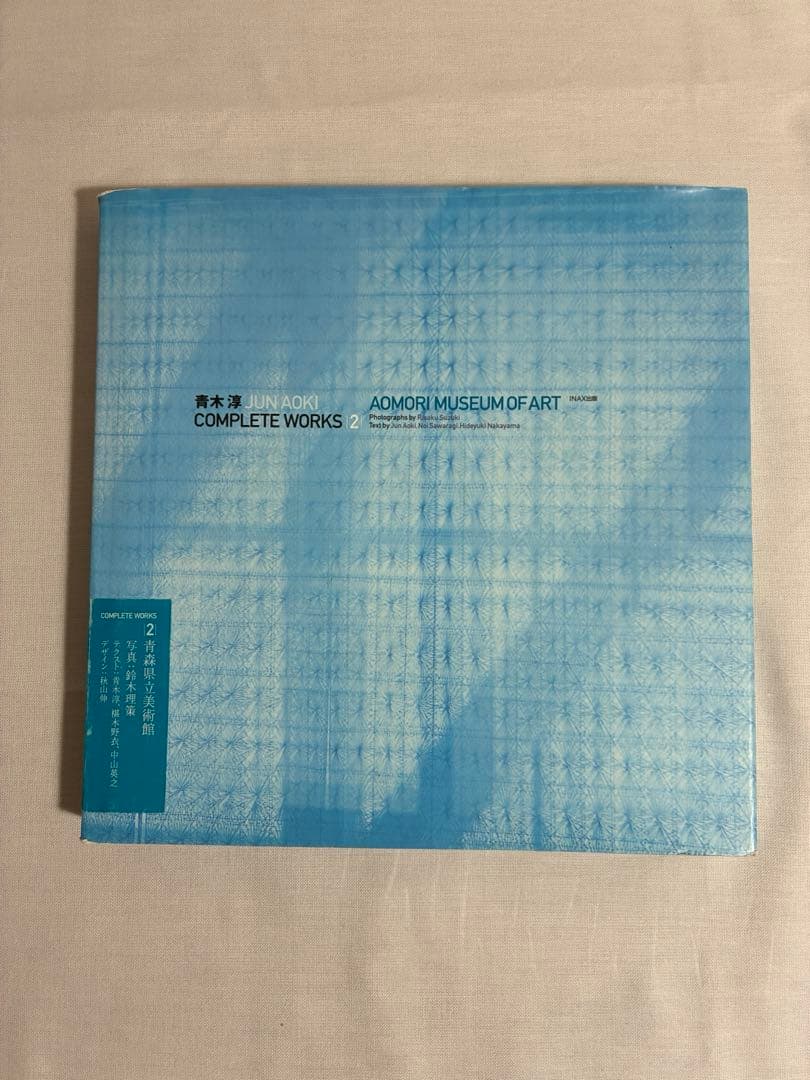 青木 淳 JUN AOKI
COMPLETE WORKS |2|
AOMORI MUSEUM OF ART INAX出版
Photographs by Risaku Suzuki
Text by Jun Aoki, Noi Sawaragi, Hideyuki Nakayama
COMPLETE WORKS
|2| 青森県立美術館
写真:鈴木理策
テクスト:青木淳、椹木野衣、中山英之
デザイン:秋山伸